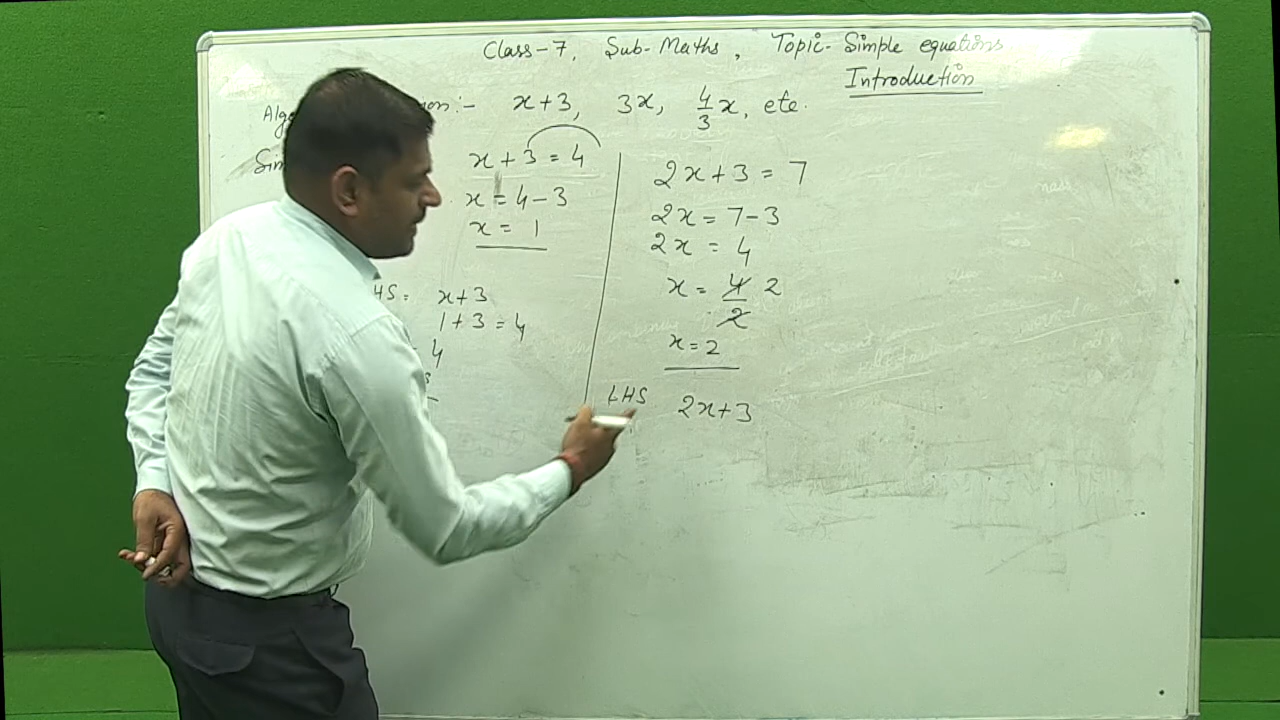 Class-7, Sub-Maths, Topic- Simple equations
Introduction
x+3, 3x, 4/3 x, etc.
x+3=4
x=4-3
x=1
x+3
1+3=4
4
2x+3=7
2x=7-3
2x=4
x=4/2 2
x=2
LHS 2x+3